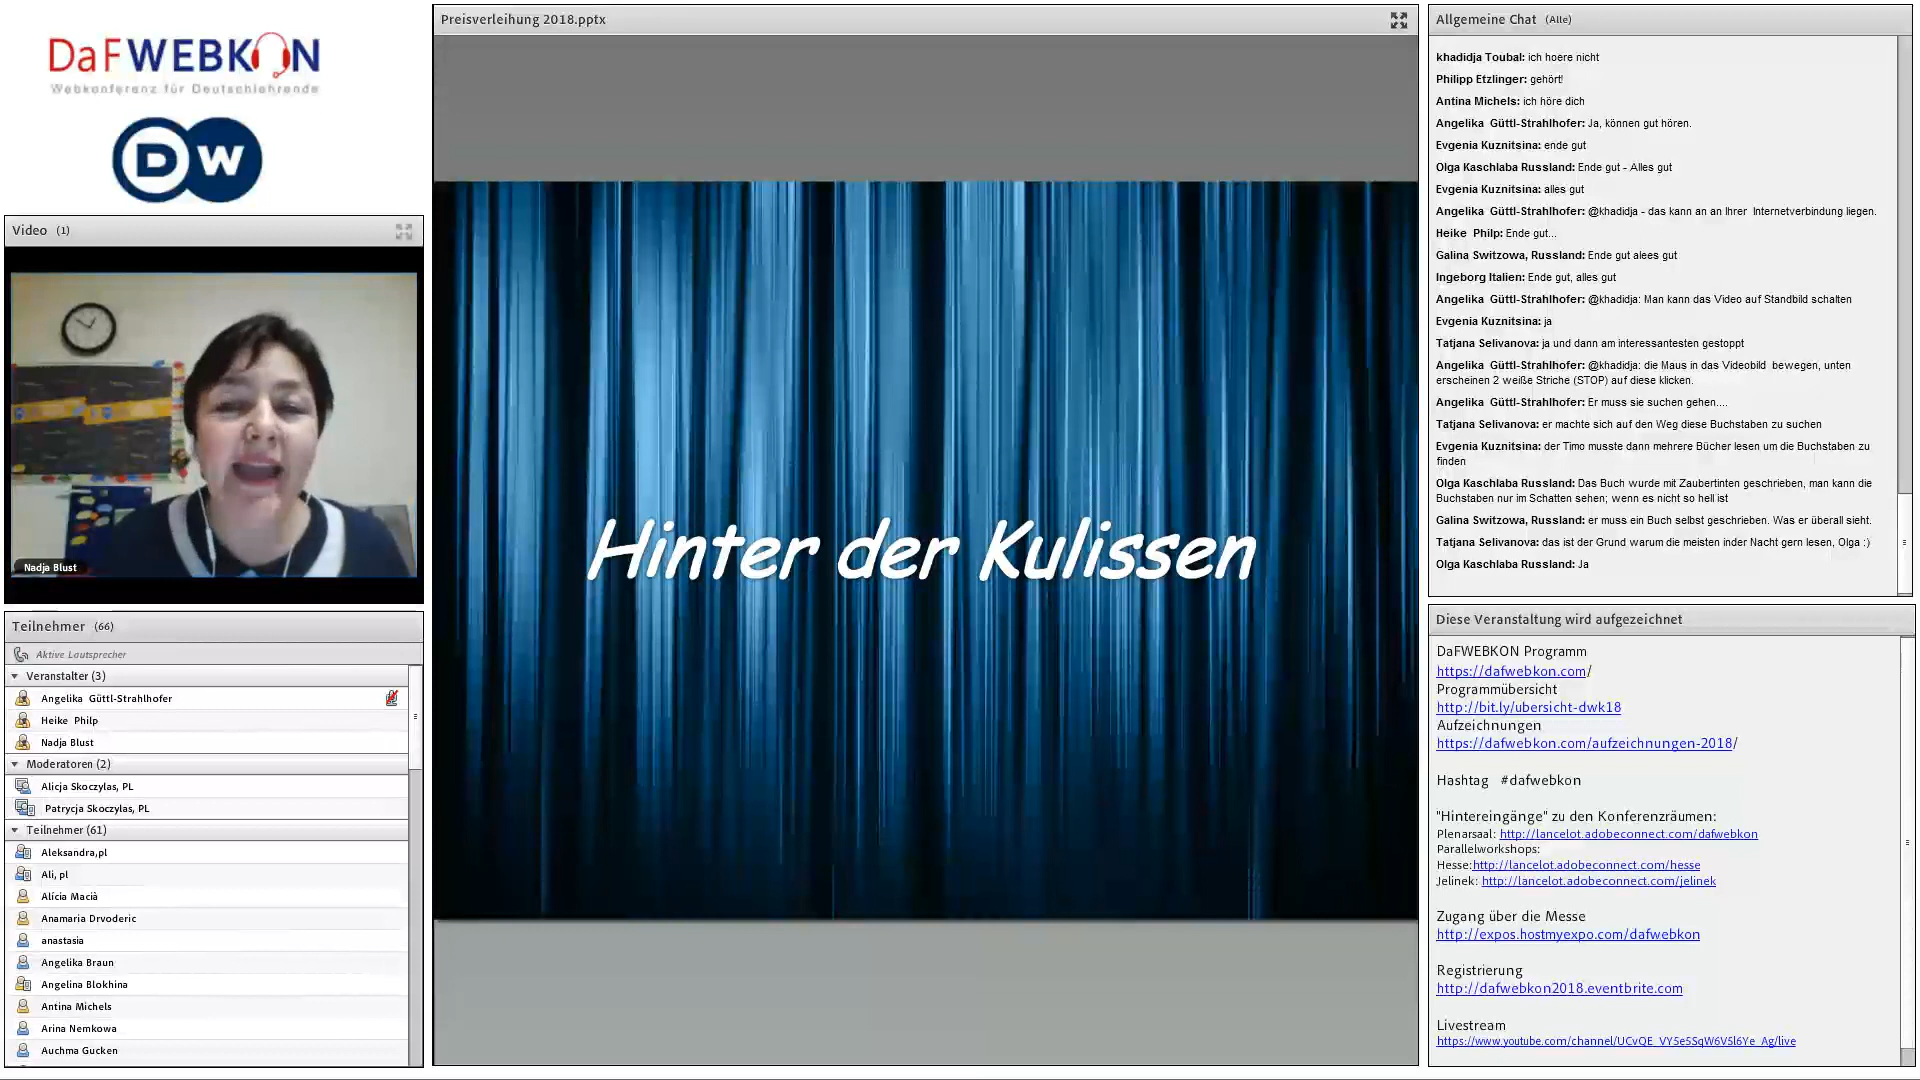 DaFWEBKON
Webkonferenz für Deutschlehrende
DW
Video (1)
Nadja Blust
Teilnehmer (66)
Aktive Lautsprecher
Veranstalter (3)
Angelika Güttl-Strahlhofer
Heike Philp
Nadja Blust
Moderatoren (2)
Alicja Skoczylas, PL
Patrycja Skoczylas, PL
Teilnehmer (61)
Aleksandra,pl
Ali, pl
Alícia Macià
Anamaria Drvoderic
anastasia
Angelika Braun
Angelina Blokhina
Antina Michels
Arina Nemkowa
Auchma Gucken
Preisverleihung 2018.pptx
Hinter der Kulissen
Allgemeine Chat (Alle)
khadidja Toubal: ich hoere nicht
Philipp Etzlinger: gehört!
Antina Michels: ich höre dich
Angelika Güttl-Strahlhofer: Ja, können gut hören.
Evgenia Kuznitsina: ende gut
Olga Kaschlaba Russland: Ende gut - Alles gut
Evgenia Kuznitsina: alles gut
Angelika Güttl-Strahlhofer: @khadidja - das kann an an Ihrer Internetverbindung liegen.
Heike Philp: Ende gut...
Galina Switzowa, Russland: Ende gut alees gut
Ingeborg Italien: Ende gut, alles gut
Angelika Güttl-Strahlhofer: @khadidja: Man kann das Video auf Standbild schalten
Evgenia Kuznitsina: ja
Tatjana Selivanova: ja und dann am interessantesten gestoppt
Angelika Güttl-Strahlhofer: @khadidja: die Maus in das Videobild bewegen, unten
erscheinen 2 weiße Striche (STOP) auf diese klicken.
Angelika Güttl-Strahlhofer: Er muss sie suchen gehen....
Tatjana Selivanova: er machte sich auf den Weg diese Buchstaben zu suchen
Evgenia Kuznitsina: der Timo musste dann mehrere Bücher lesen um die Buchstaben zu
finden
Olga Kaschlaba Russland: Das Buch wurde mit Zaubertinten geschrieben, man kann die
Buchstaben nur im Schatten sehen; wenn es nicht so hell ist
Galina Switzowa, Russland: er muss ein Buch selbst geschrieben. Was er überall sieht.
Tatjana Selivanova: das ist der Grund warum die meisten inder Nacht gern lesen, Olga :)
Olga Kaschlaba Russland: Ja
Diese Veranstaltung wird aufgezeichnet
DaFWEBKON Programm
https://dafwebkon.com/
Programmübersicht
http://bit.ly/ubersicht-dwk18
Aufzeichnungen
https://dafwebkon.com/aufzeichnungen-2018/
Hashtag #dafwebkon
"Hintereingänge" zu den Konferenzräumen:
Plenarsaal: http://lancelot.adobeconnect.com/dafwebkon
Parallelworkshops:
Hesse:http://lancelot.adobeconnect.com/hesse
Jelinek: http://lancelot.adobeconnect.com/jelinek
Zugang über die Messe
http://expos.hostmyexpo.com/dafwebkon
Registrierung
http://dafwebkon2018.eventbrite.com
Livestream
https://www.youtube.com/channel/UCvQE_VY5e5SqW6V5l6Ye_Ag/live